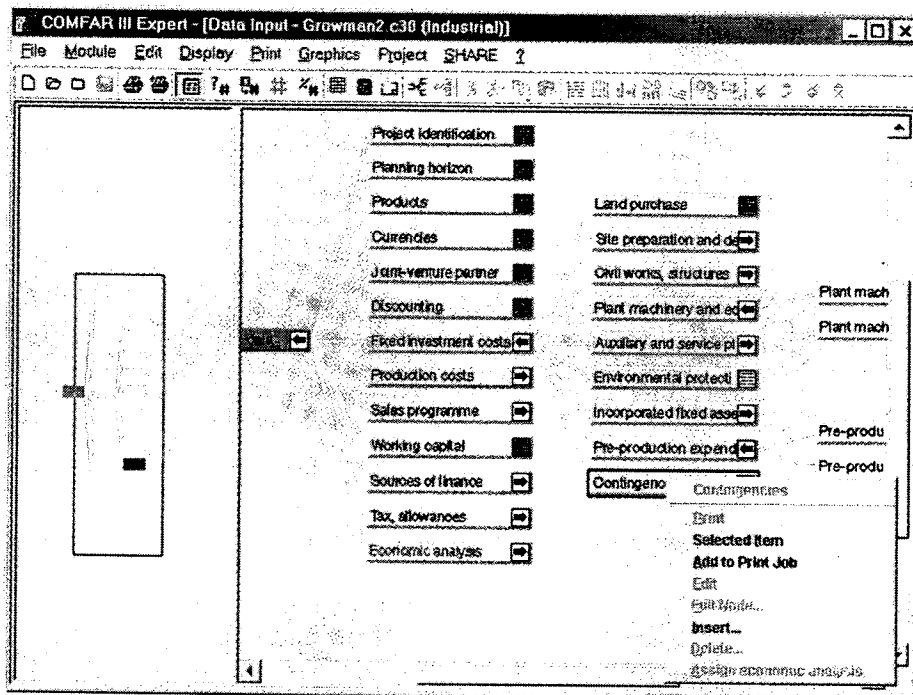 COMFAR III Expert - [Data Input - Growman2.c30 (Industrial)]
File Module Edit Display Print Graphics Project SHARE ?
Project identification
Planning horizon
Products
Currencies
Joint-venture partner
Discounting
Fixed investment costs
Production costs
Sales programme
Working capital
Sources of finance
Tax, allowances
Economic analysis
Land purchase
Site preparation and de
Civil works, structures
Plant machinery and eq
Auxiliary and service pl
Environmental protecti
Incorporated fixed asse
Pre-production expend
Contingenc
Plant mach
Plant mach
Pre-produ
Pre-produ
Contingencies
Print
Selected Item
Add to Print Job
Edit
Edit Node...
Insert...
Delete...
Assign economic analysis